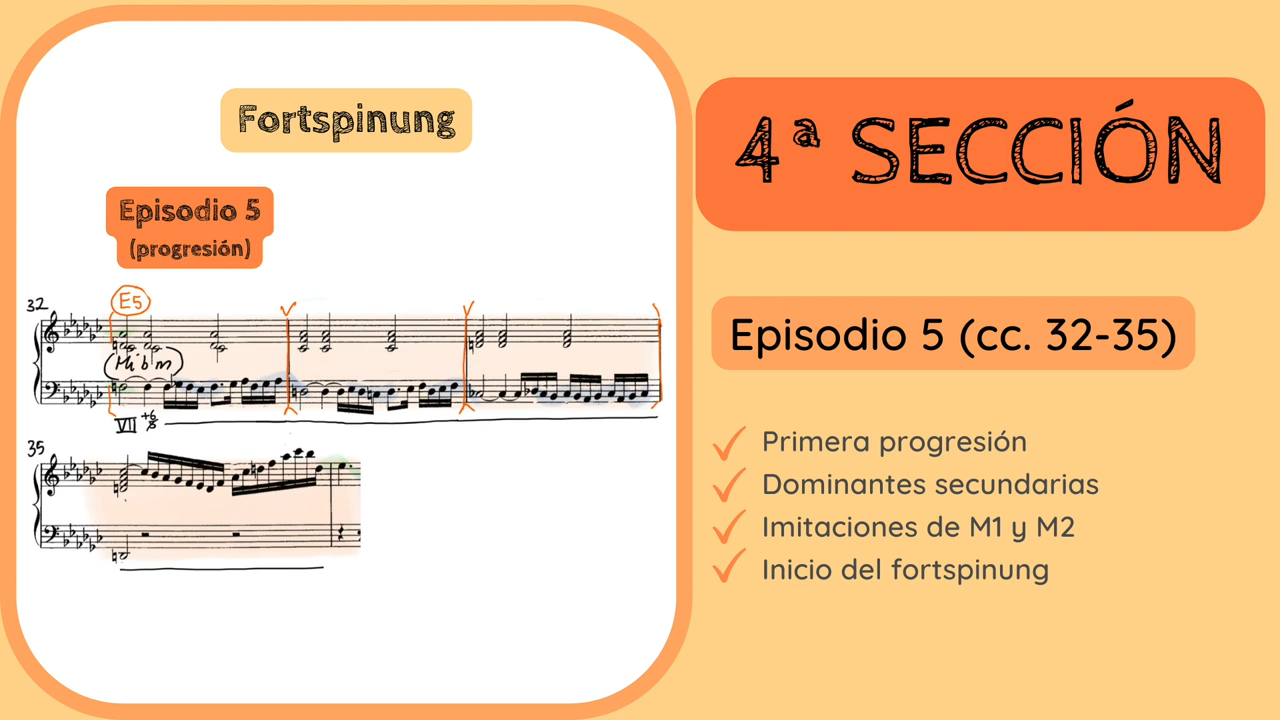 Fortspinung
Episodio 5
(progresión)
32
E5
Mi b m
VII +6
35
4ª SECCIÓN
Episodio 5 (cc. 32-35)
Primera progresión
Dominantes secundarias
Imitaciones de M1 y M2
Inicio del fortspinung